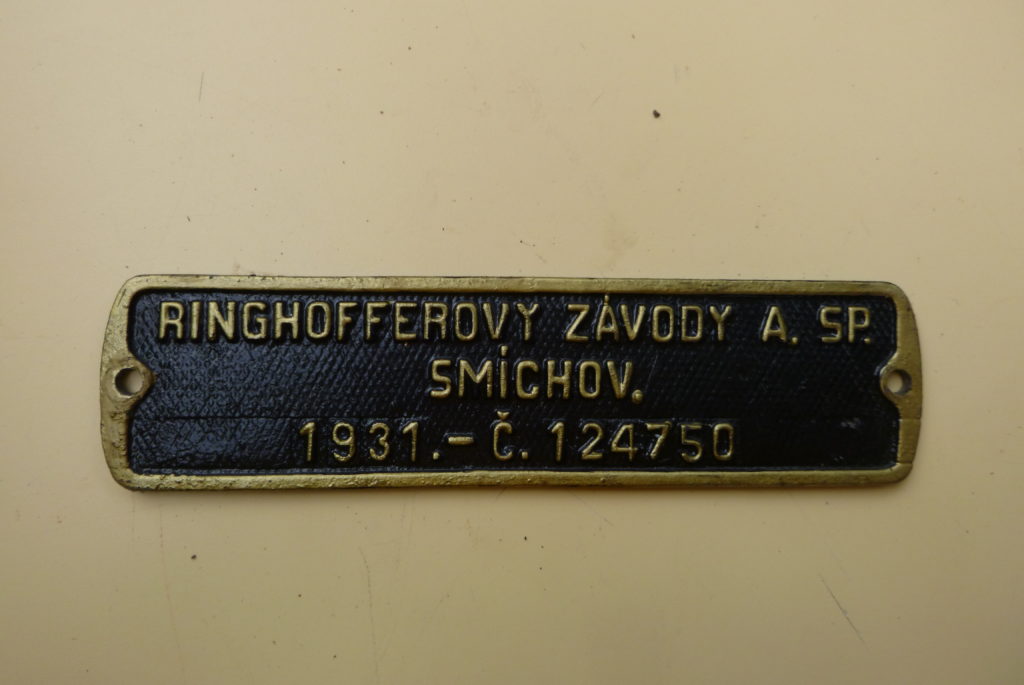 RINGHOFFEROVY ZÁVODY A. SP.
SMÍCHOV.
1931.– Č. 124750